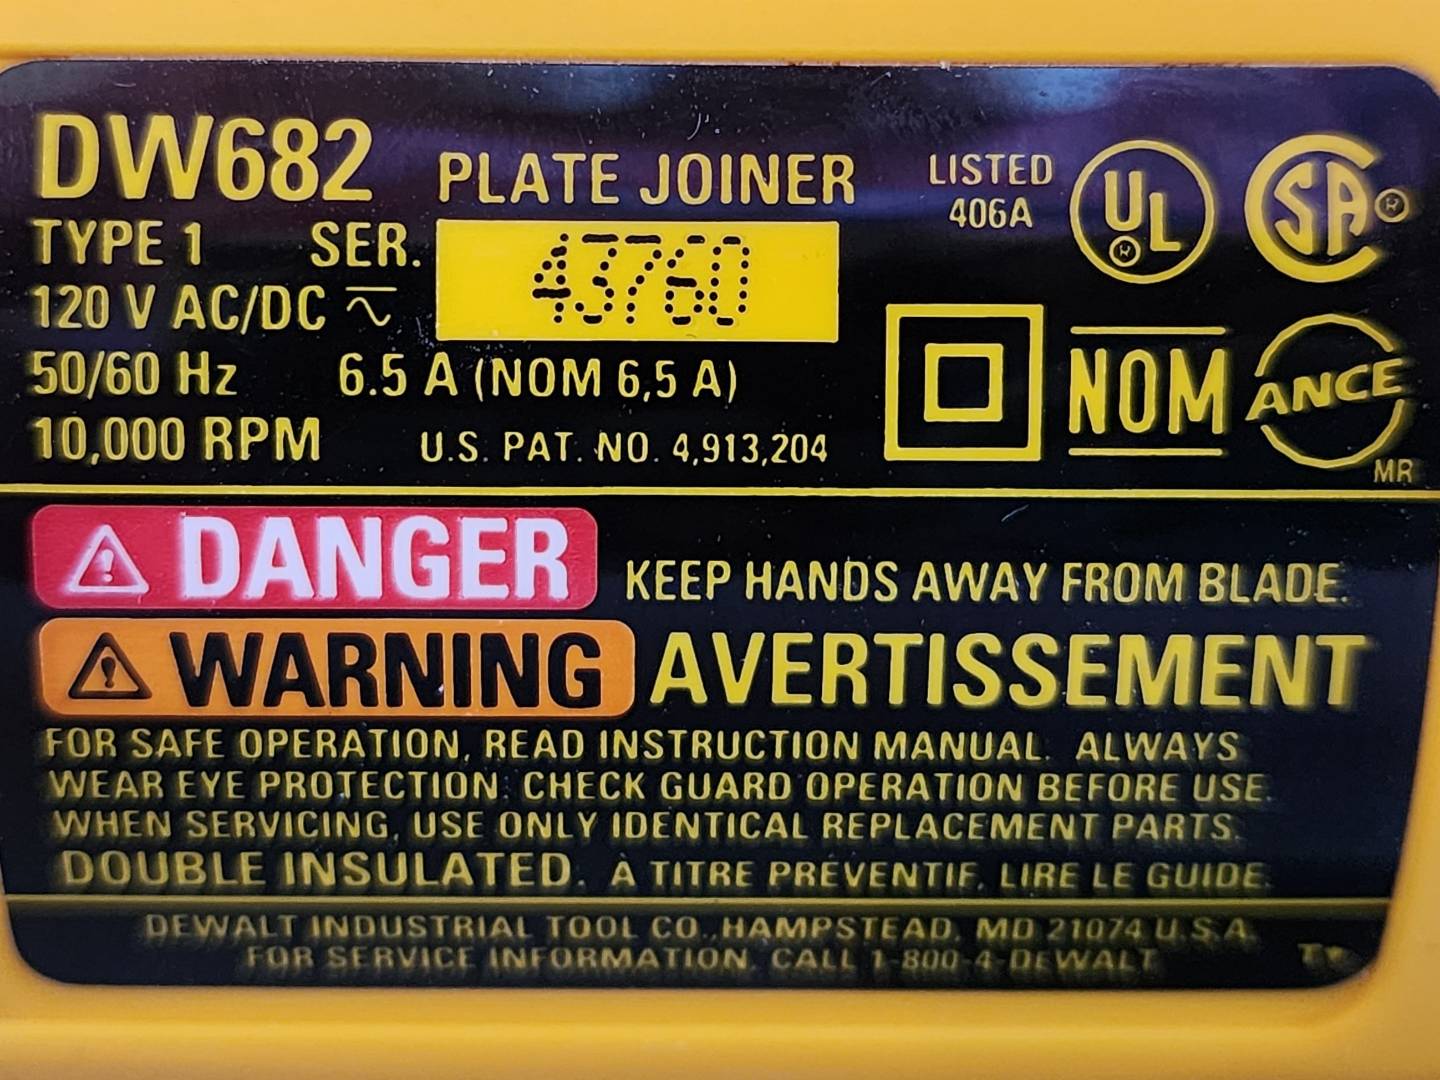 DW682 PLATE JOINER LISTED 406A UL® CSA®
TYPE 1 SER. 43760
120 V AC/DC
50/60 Hz 6.5 A (NOM 6,5 A) NOM ANCE
10,000 RPM U.S. PAT. NO. 4,913,204 MR
DANGER KEEP HANDS AWAY FROM BLADE.
WARNING AVERTISSEMENT
FOR SAFE OPERATION, READ INSTRUCTION MANUAL. ALWAYS
WEAR EYE PROTECTION. CHECK GUARD OPERATION BEFORE USE.
WHEN SERVICING, USE ONLY IDENTICAL REPLACEMENT PARTS.
DOUBLE INSULATED. À TITRE PRÉVENTIF, LIRE LE GUIDE.
DEWALT INDUSTRIAL TOOL CO., HAMPSTEAD, MD 21074 U.S.A.
FOR SERVICE INFORMATION, CALL 1-800-4-DEWALT